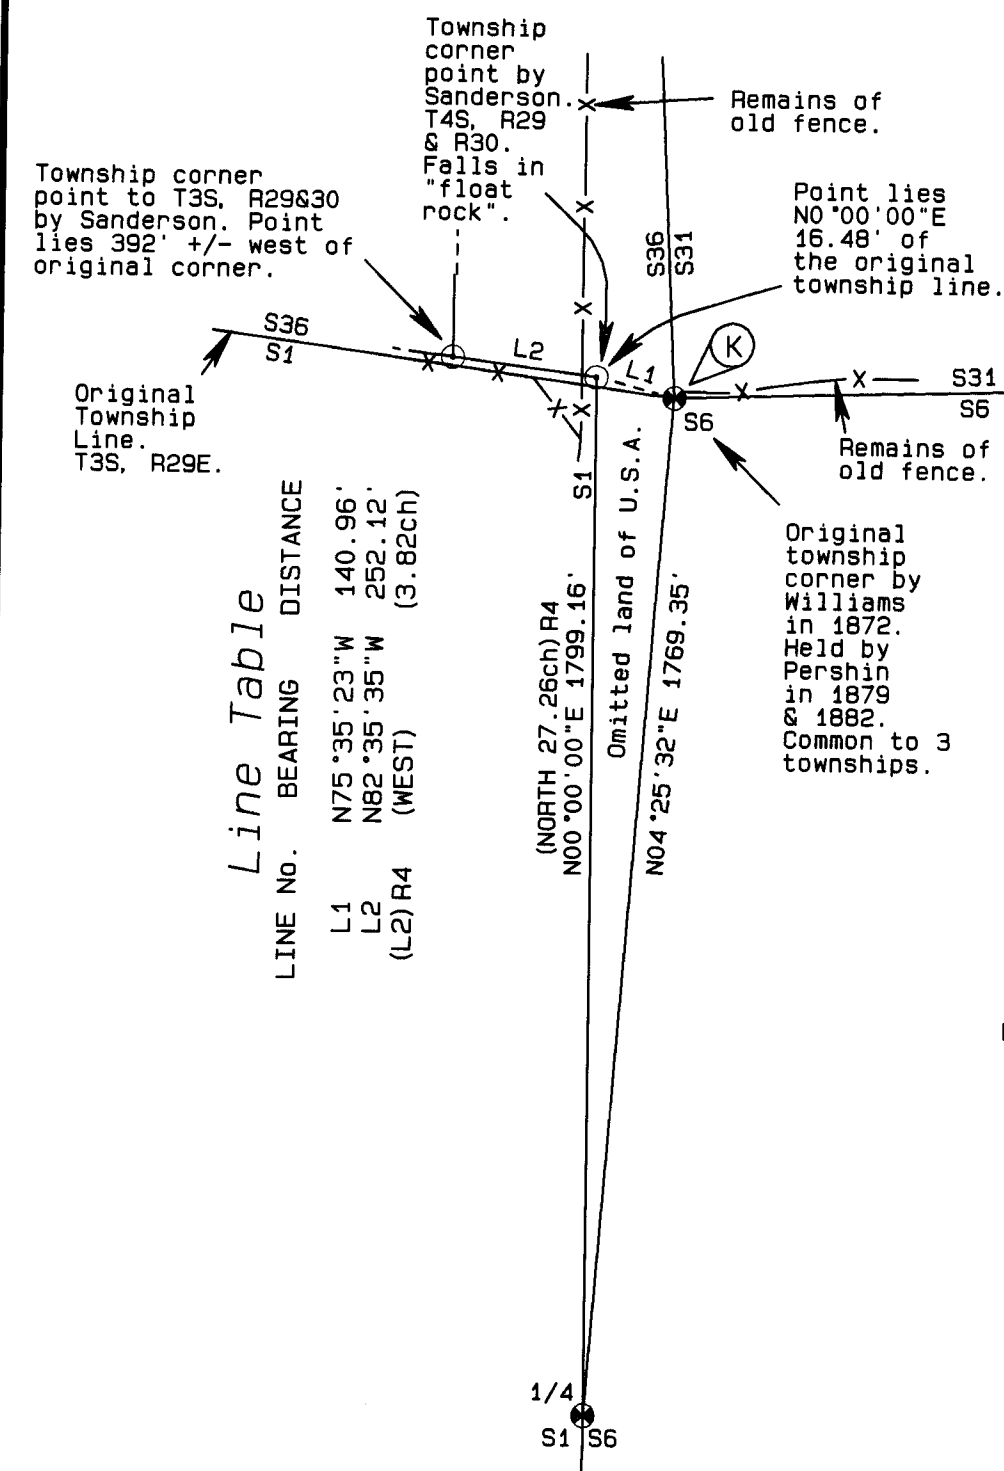 Township
corner
point by
Sanderson.
T4S, R29
& R30.
Falls in
"float
rock".
Remains of
old fence.
Township corner
point to T3S, R29&30
by Sanderson. Point
lies 392' +/- west of
original corner.
Point lies
N0°00'00"E
16.48' of
the original
township line.
S36
S31
S36
S1
L2
L1
K
S31
S6
S6
Original
Township
Line.
T3S, R29E.
Remains of
old fence.
S1
Original
township
corner by
Williams
in 1872.
Held by
Pershin
in 1879
& 1882.
Common to 3
townships.
Line Table
LINE No. BEARING DISTANCE
L1 N75°35'23"W 140.96'
L2 N82°35'35"W 252.12'
(L2)R4 (WEST) (3.82ch)
(NORTH 27.26ch)R4
N00°00'00"E 1799.16'
Omitted land of U.S.A.
N04°25'32"E 1769.35'
1/4
S1 S6